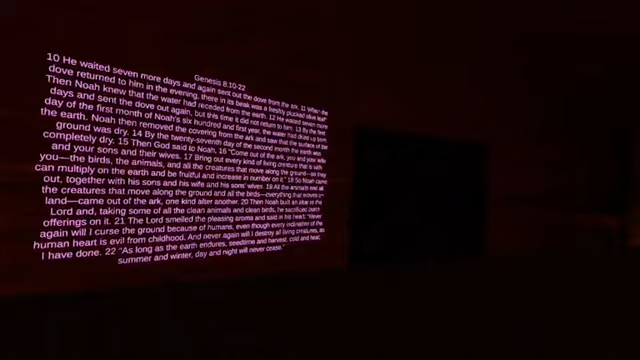 Genesis 8:10-22
10 He waited seven more days and again sent out the dove from the ark. 11 When the
dove returned to him in the evening, there in its beak was a freshly plucked olive leaf!
Then Noah knew that the water had receded from the earth. 12 He waited seven more
days and sent the dove out again, but this time it did not return to him. 13 By the first
day of the first month of Noah's six hundred and first year, the water had dried up from
the earth. Noah then removed the covering from the ark and saw that the surface of the
ground was dry. 14 By the twenty-seventh day of the second month the earth was
completely dry. 15 Then God said to Noah, 16 "Come out of the ark, you and your wife
and your sons and their wives. 17 Bring out every kind of living creature that is with
you—the birds, the animals, and all the creatures that move along the ground—so they
can multiply on the earth and be fruitful and increase in number on it." 18 So Noah came
out, together with his sons and his wife and his sons' wives. 19 All the animals and all
the creatures that move along the ground and all the birds—everything that moves on
land—came out of the ark, one kind after another. 20 Then Noah built an altar to the
Lord and, taking some of all the clean animals and clean birds, he sacrificed burnt
offerings on it. 21 The Lord smelled the pleasing aroma and said in his heart: "Never
again will I curse the ground because of humans, even though every inclination of the
human heart is evil from childhood. And never again will I destroy all living creatures, as
I have done. 22 "As long as the earth endures, seedtime and harvest, cold and heat,
summer and winter, day and night will never cease."